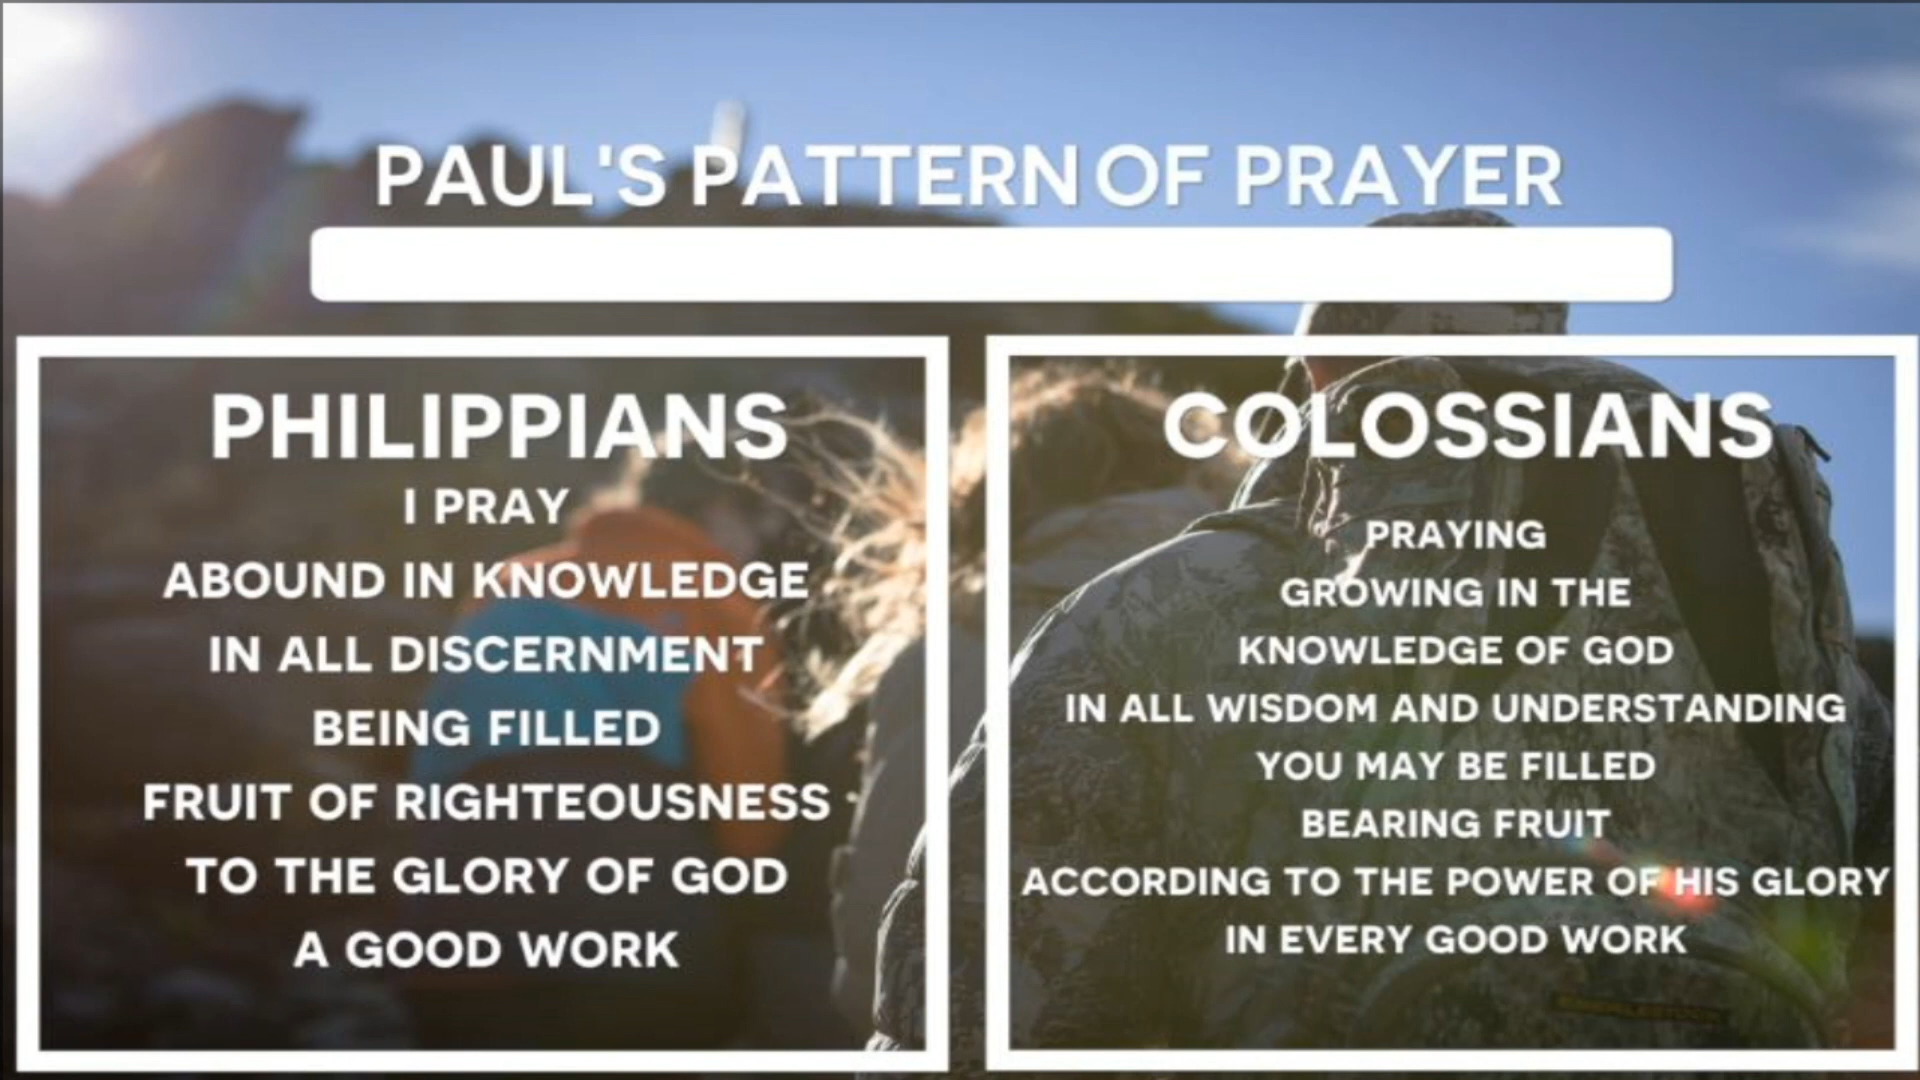 PAUL'S PATTERN OF PRAYER
PHILIPPIANS
I PRAY
ABOUND IN KNOWLEDGE
IN ALL DISCERNMENT
BEING FILLED
FRUIT OF RIGHTEOUSNESS
TO THE GLORY OF GOD
A GOOD WORK
COLOSSIANS
PRAYING
GROWING IN THE
KNOWLEDGE OF GOD
IN ALL WISDOM AND UNDERSTANDING
YOU MAY BE FILLED
BEARING FRUIT
ACCORDING TO THE POWER OF HIS GLORY
IN EVERY GOOD WORK